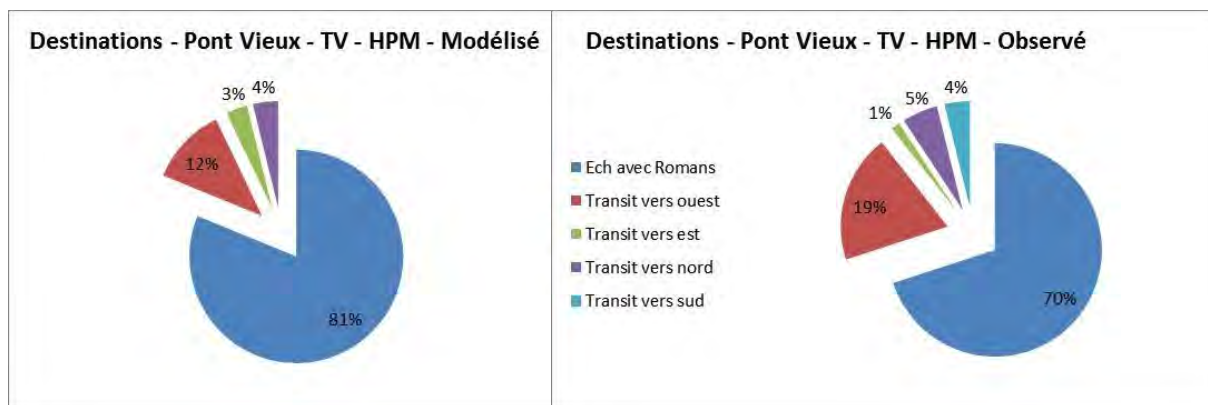 Destinations - Pont Vieux - TV - HPM - Modélisé
3%
4%
12%
81%
Destinations - Pont Vieux - TV - HPM - Observé
Ech avec Romans
Transit vers ouest
Transit vers est
Transit vers nord
Transit vers sud
1%
5%
4%
19%
70%